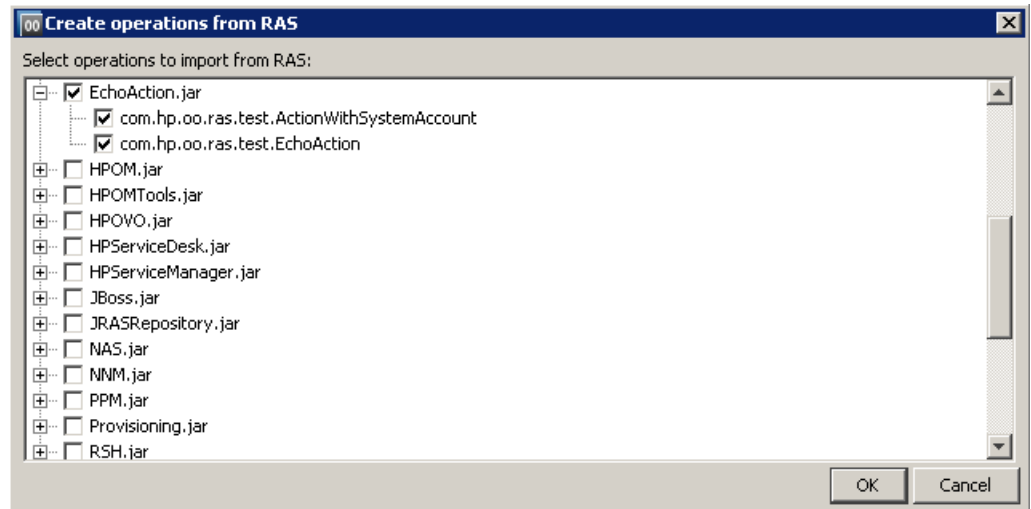 00 Create operations from RAS
Select operations to import from RAS:
EchoAction.jar
com.hp.oo.ras.test.ActionWithSystemAccount
com.hp.oo.ras.test.EchoAction
HPOM.jar
HPOMTools.jar
HPOVO.jar
HPServiceDesk.jar
HPServiceManager.jar
JBoss.jar
JRASRepository.jar
NAS.jar
NNM.jar
PPM.jar
Provisioning.jar
RSH.jar
OK Cancel